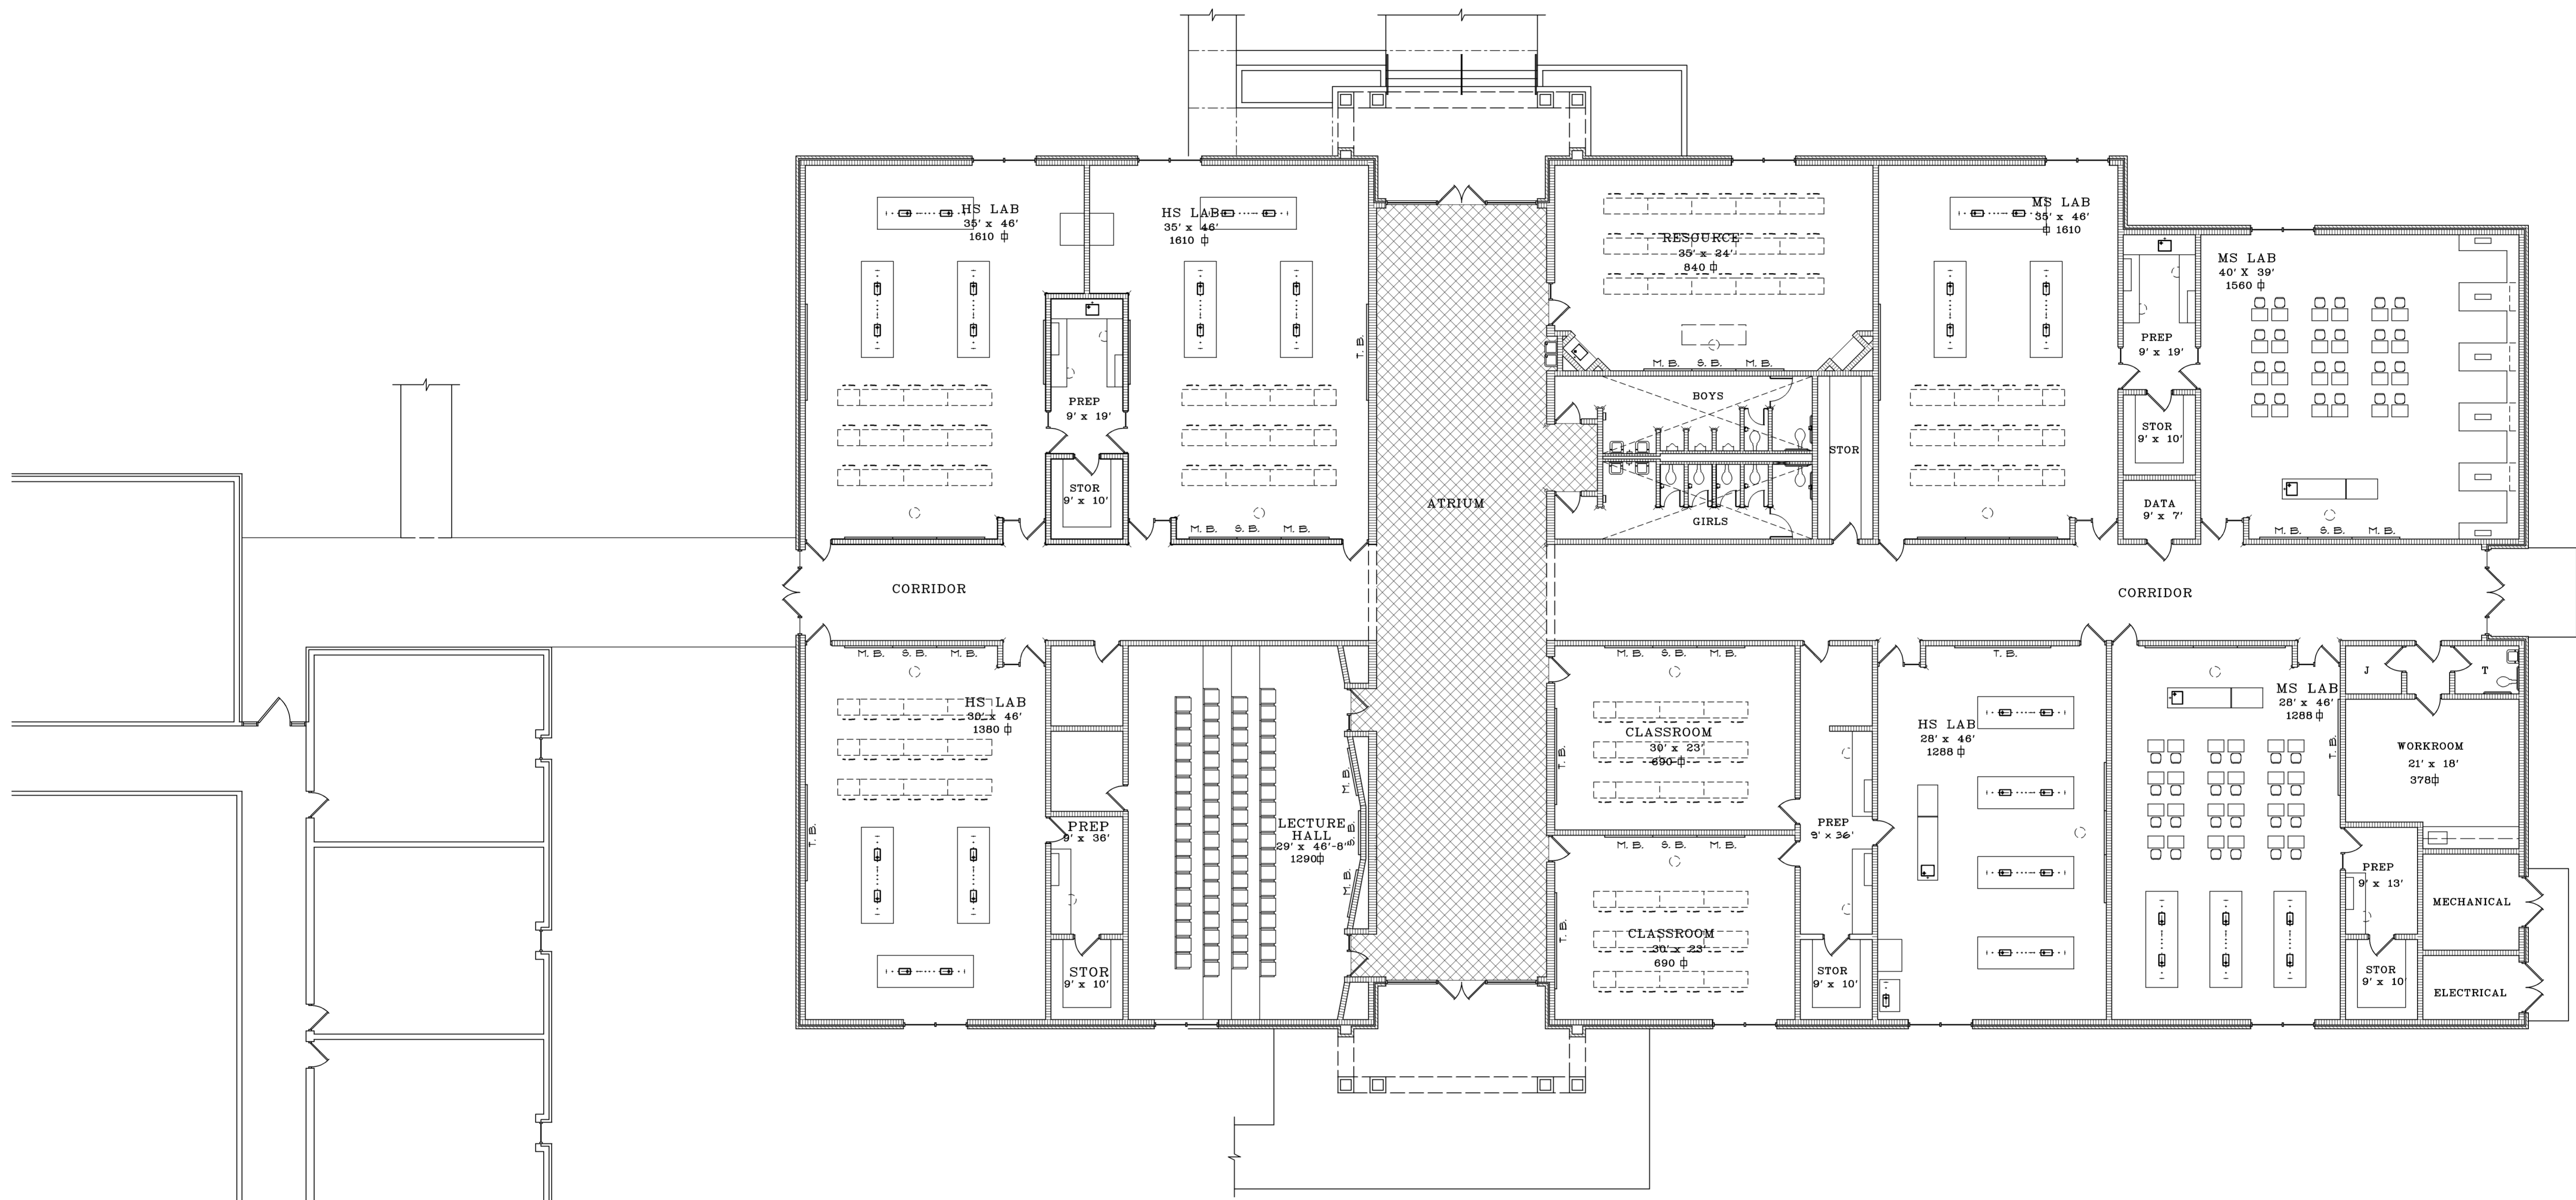 HS LAB
35' x 46'
1610
HS LAB
35' x 46'
1610
T. B.
PREP
9' x 19'
STOR
9' x 10'
M. B. S. B. M. B.
ATRIUM
RESOURCE
35' x 24'
840
M. B. S. B. M. B.
BOYS
GIRLS
STOR
MS LAB
35' x 46'
1610
PREP
9' x 19'
STOR
9' x 10'
DATA
9' x 7'
MS LAB
40' X 39'
1560
M. B. S. B. M. B.
CORRIDOR
CORRIDOR
M. B. S. B. M. B.
HS LAB
30' x 46'
1380
T. B.
PREP
9' x 36'
STOR
9' x 10'
LECTURE
HALL
29' x 46'-8"
1290
M. B.
S. B.
M. B.
M. B. S. B. M. B.
CLASSROOM
30' x 23'
690
T. B.
M. B. S. B. M. B.
CLASSROOM
30' x 23'
690
T. B.
PREP
9' x 36'
STOR
9' x 10'
T. B.
HS LAB
28' x 46'
1288
MS LAB
28' x 46'
1288
T. B.
J
T
WORKROOM
21' x 18'
378
PREP
9' x 13'
STOR
9' x 10'
MECHANICAL
ELECTRICAL